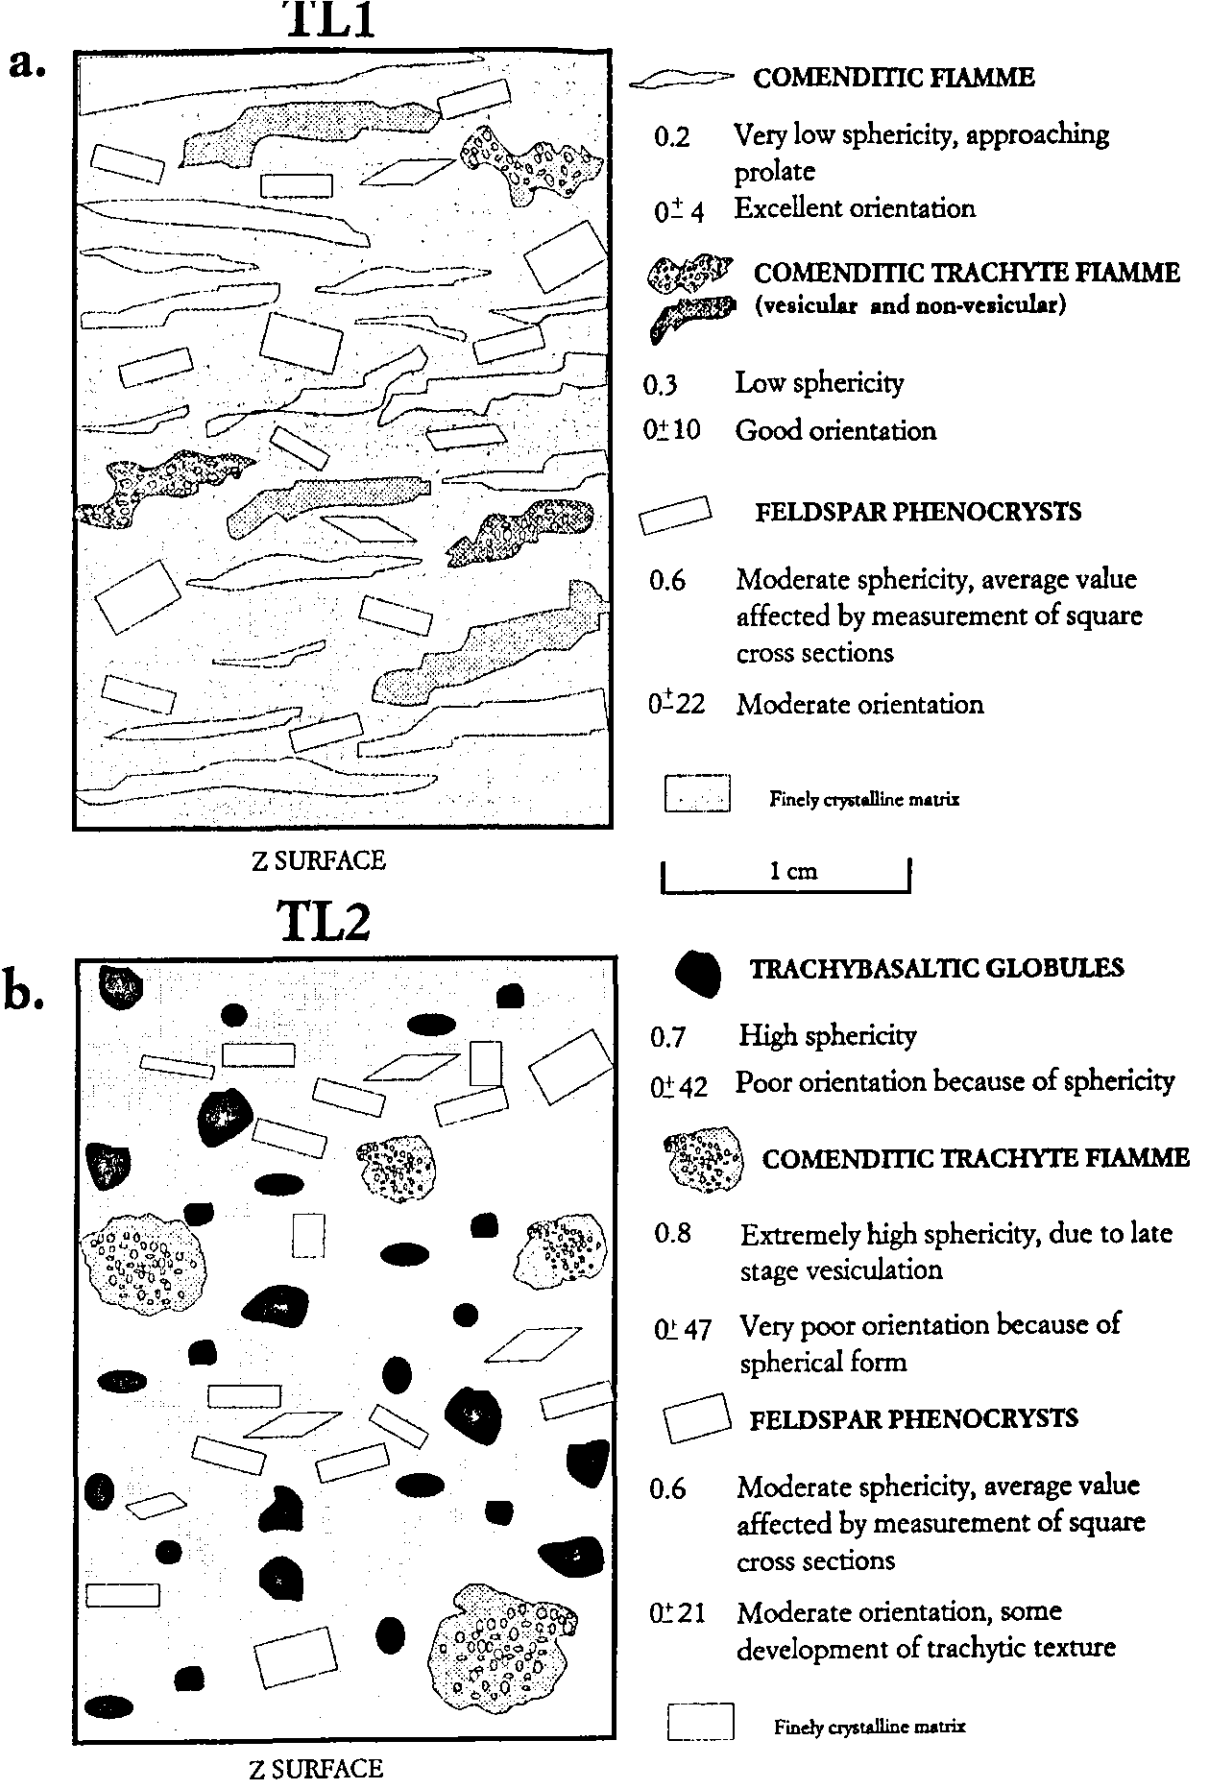 TL1
a.
COMENDITIC FIAMME
0.2 Very low sphericity, approaching
prolate
0± 4 Excellent orientation
COMENDITIC TRACHYTE FIAMME
(vesicular and non-vesicular)
0.3 Low sphericity
0±10 Good orientation
FELDSPAR PHENOCRYSTS
0.6 Moderate sphericity, average value
affected by measurement of square
cross sections
0±22 Moderate orientation
Finely crystalline matrix
Z SURFACE
1 cm
TL2
b.
TRACHYBASALTIC GLOBULES
0.7 High sphericity
0±42 Poor orientation because of sphericity
COMENDITIC TRACHYTE FIAMME
0.8 Extremely high sphericity, due to late
stage vesiculation
0± 47 Very poor orientation because of
spherical form
FELDSPAR PHENOCRYSTS
0.6 Moderate sphericity, average value
affected by measurement of square
cross sections
0±21 Moderate orientation, some
development of trachytic texture
Finely crystalline matrix
Z SURFACE